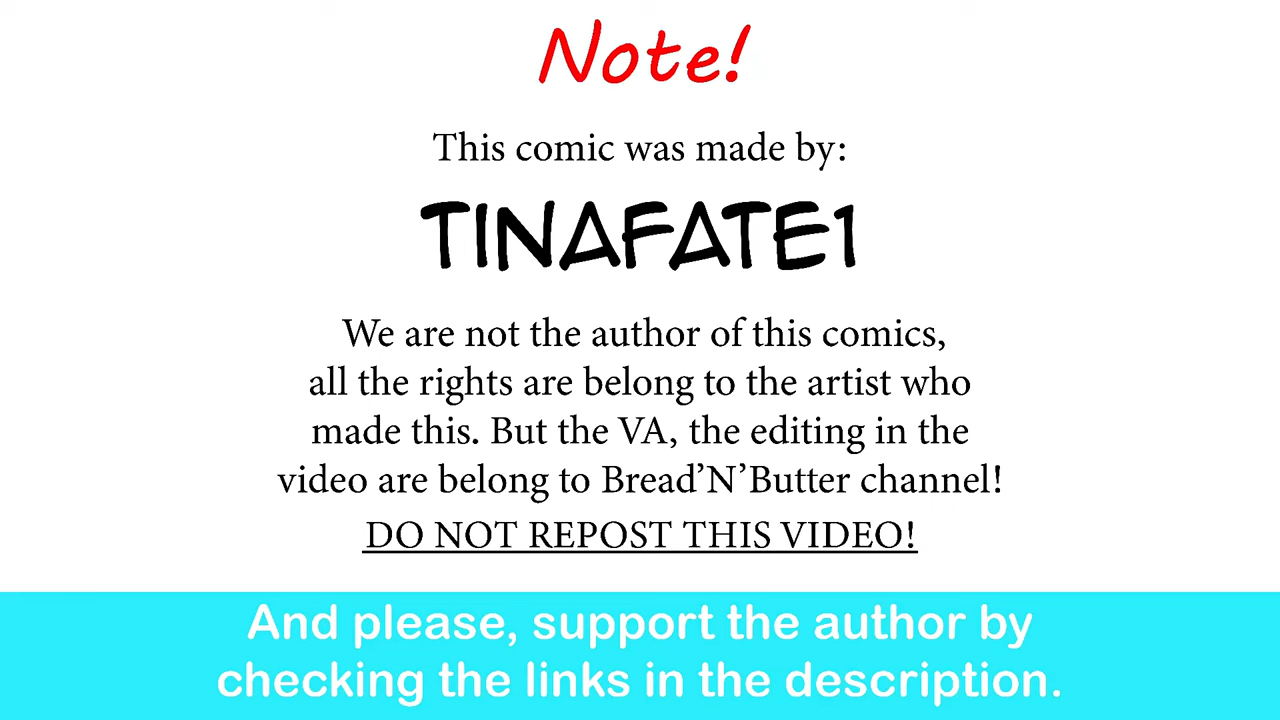 Note!
This comic was made by:
TINAFATE1
We are not the author of this comics,
all the rights are belong to the artist who
made this. But the VA, the editing in the
video are belong to Bread’N’Butter channel!
DO NOT REPOST THIS VIDEO!
And please, support the author by
checking the links in the description.